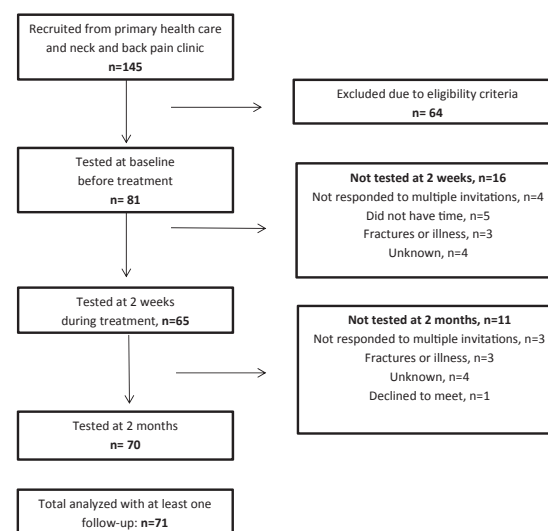 Recruited from primary health care
and neck and back pain clinic
n=145
Excluded due to eligibility criteria
n= 64
Tested at baseline
before treatment
n= 81
Not tested at 2 weeks, n=16
Not responded to multiple invitations, n=4
Did not have time, n=5
Fractures or illness, n=3
Unknown, n=4
Tested at 2 weeks
during treatment, n=65
Not tested at 2 months, n=11
Not responded to multiple invitations, n=3
Fractures or illness, n=3
Unknown, n=4
Declined to meet, n=1
Tested at 2 months
n= 70
Total analyzed with at least one
follow-up: n=71